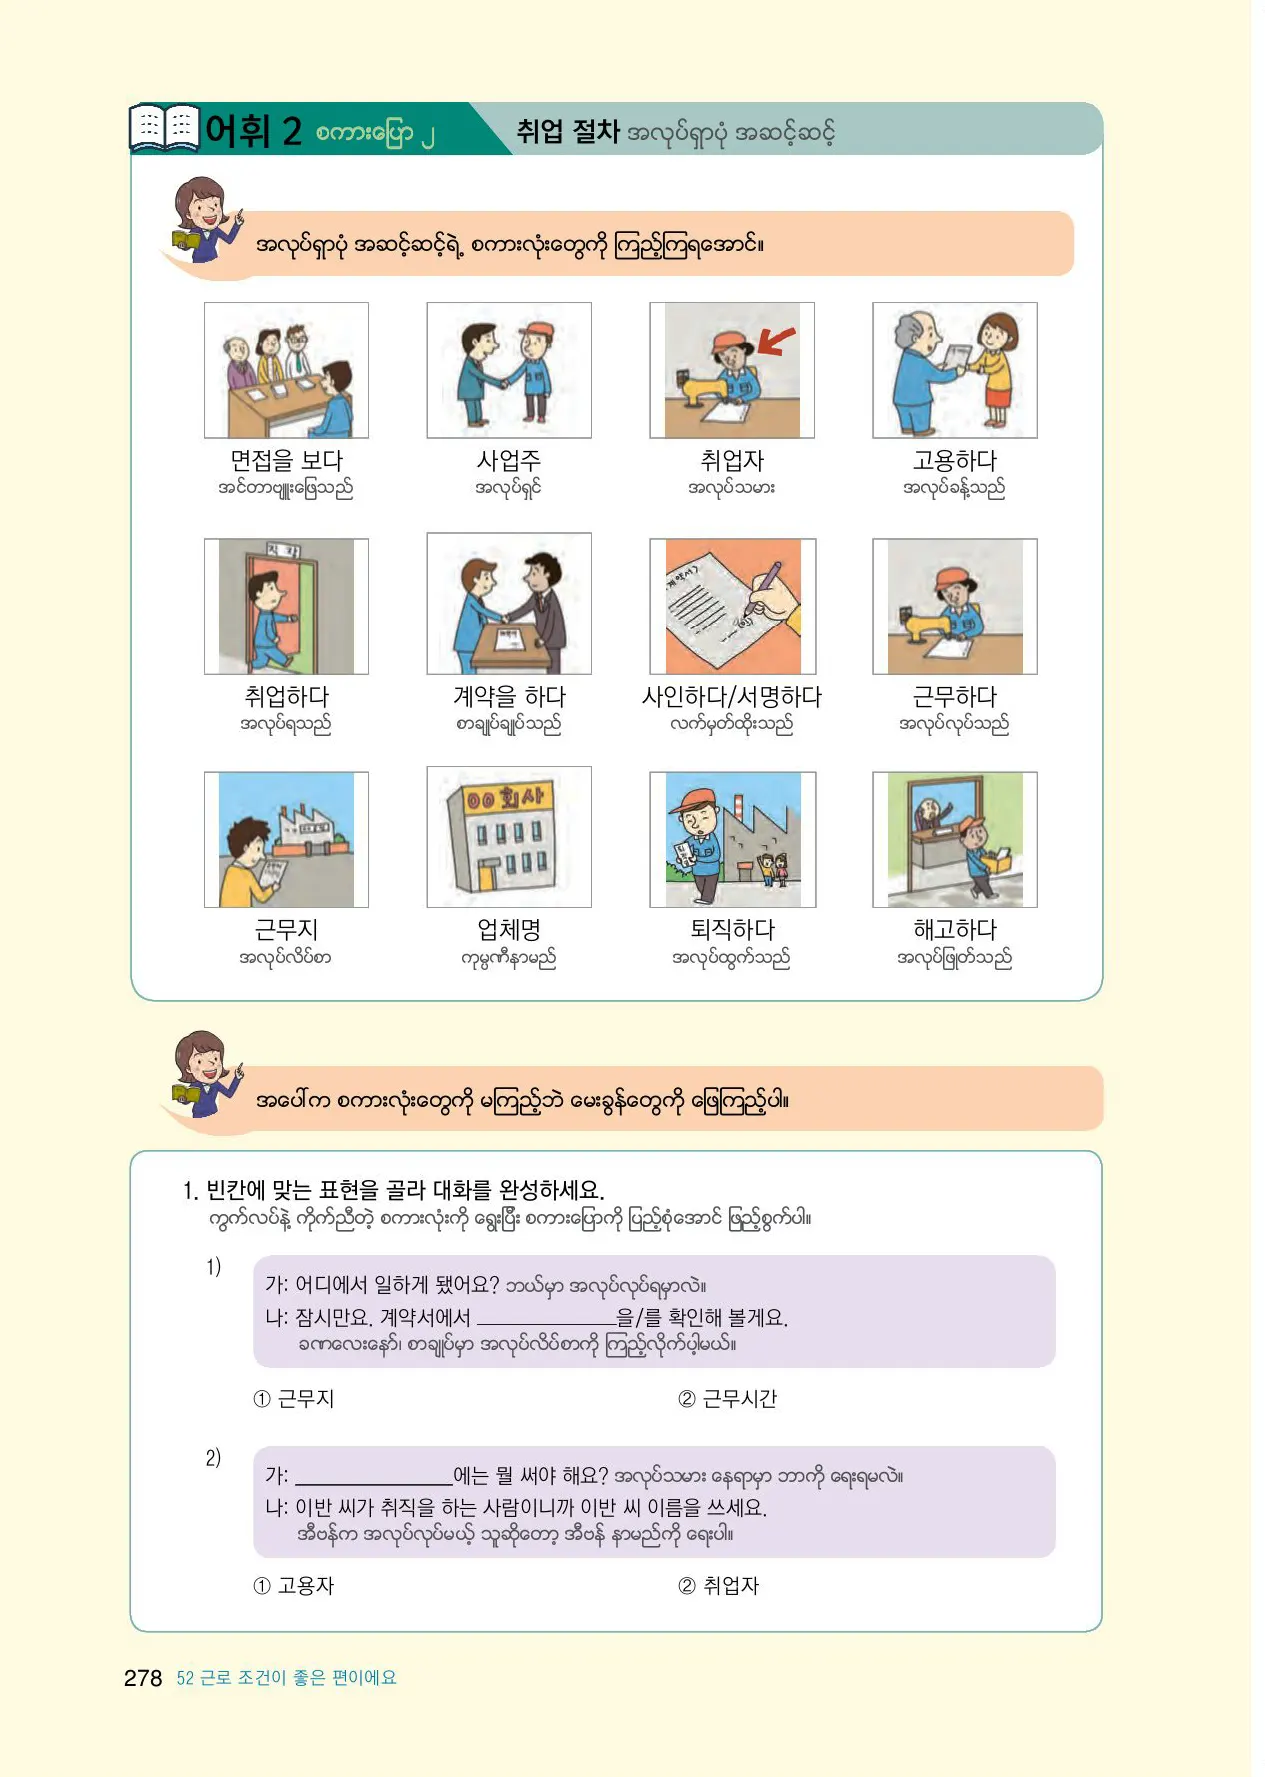 어휘 2 စကားပြော ၂ 취업 절차 အလုပ်ရှာပုံ အဆင့်ဆင့်
အလုပ်ရှာပုံ အဆင့်ဆင့်ရဲ့ စကားလုံးတွေကို ကြည့်ကြရအောင်။
면접을 보다 사업주 취업자 고용하다
အင်တာဗျူးဖြေသည် အလုပ်ရှင် အလုပ်သမား အလုပ်ခန့်သည်
직장
계약서
취업하다 계약을 하다 사인하다/서명하다 근무하다
အလုပ်ရသည် စာချုပ်ချုပ်သည် လက်မှတ်ထိုးသည် အလုပ်လုပ်သည်
00 회사
근무지 업체명 퇴직하다 해고하다
အလုပ်လိပ်စာ ကုမ္ပဏီနာမည် အလုပ်ထွက်သည် အလုပ်ဖြုတ်သည်
အပေါ်က စကားလုံးတွေကို မကြည့်ဘဲ မေးခွန်တွေကို ဖြေကြည့်ပါ။
1. 빈칸에 맞는 표현을 골라 대화를 완성하세요.
ကွက်လပ်နဲ့ ကိုက်ညီတဲ့ စကားလုံးကို ရွေးပြီး စကားပြောကို ပြည့်စုံအောင် ဖြည့်စွက်ပါ။
1)
가: 어디에서 일하게 됐어요? ဘယ်မှာ အလုပ်လုပ်ရမှာလဲ။
나: 잠시만요. 계약서에서 ______________을/를 확인해 볼게요.
ခဏလေးနော်၊ စာချုပ်မှာ အလုပ်လိပ်စာကို ကြည့်လိုက်ပါ့မယ်။
① 근무지 ② 근무시간
2)
가: ________________에는 뭘 써야 해요? အလုပ်သမား နေရာမှာ ဘာကို ရေးရမလဲ။
나: 이반 씨가 취직을 하는 사람이니까 이반 씨 이름을 쓰세요.
အီဗန်က အလုပ်လုပ်မယ့် သူဆိုတော့ အီဗန် နာမည်ကို ရေးပါ။
① 고용자 ② 취업자
278 52 근로 조건이 좋은 편이에요